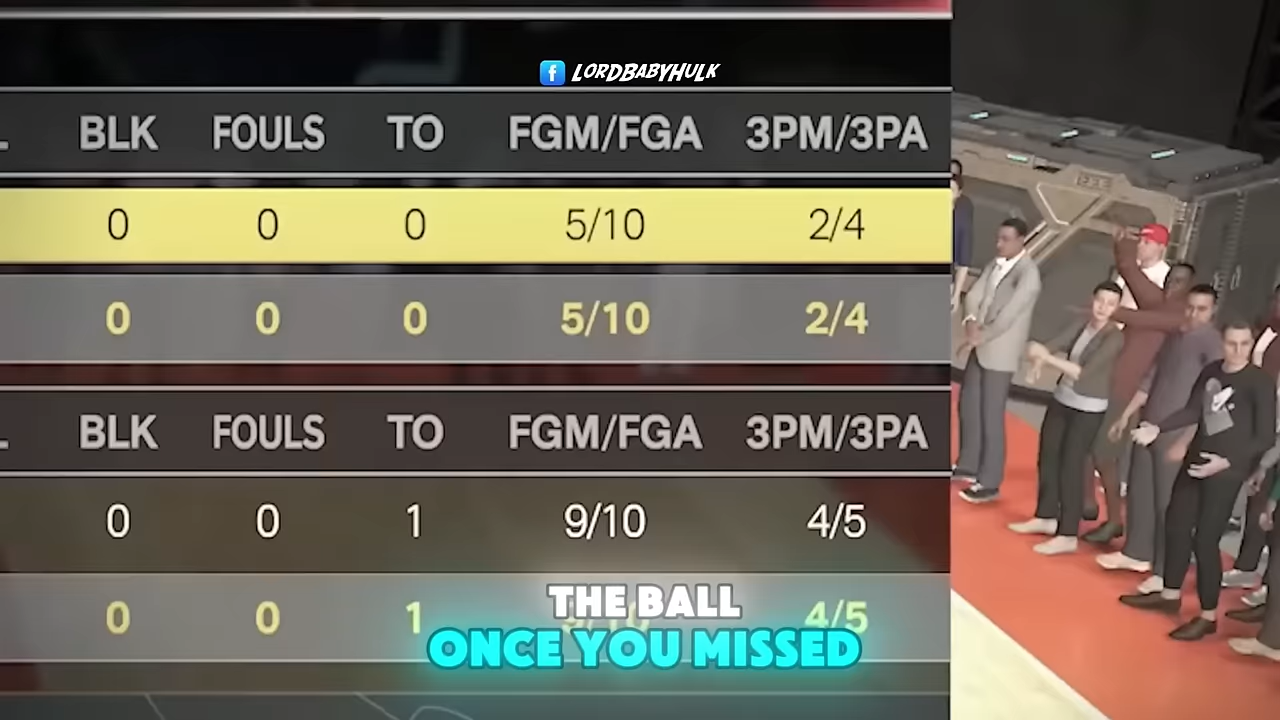 f LORDBABYHULK
BLK FOULS TO FGM/FGA 3PM/3PA
0 0 0 5/10 2/4
0 0 0 5/10 2/4
BLK FOULS TO FGM/FGA 3PM/3PA
0 0 1 9/10 4/5
THE BALL
0 0 1 9/10 4/5
ONCE YOU MISSED